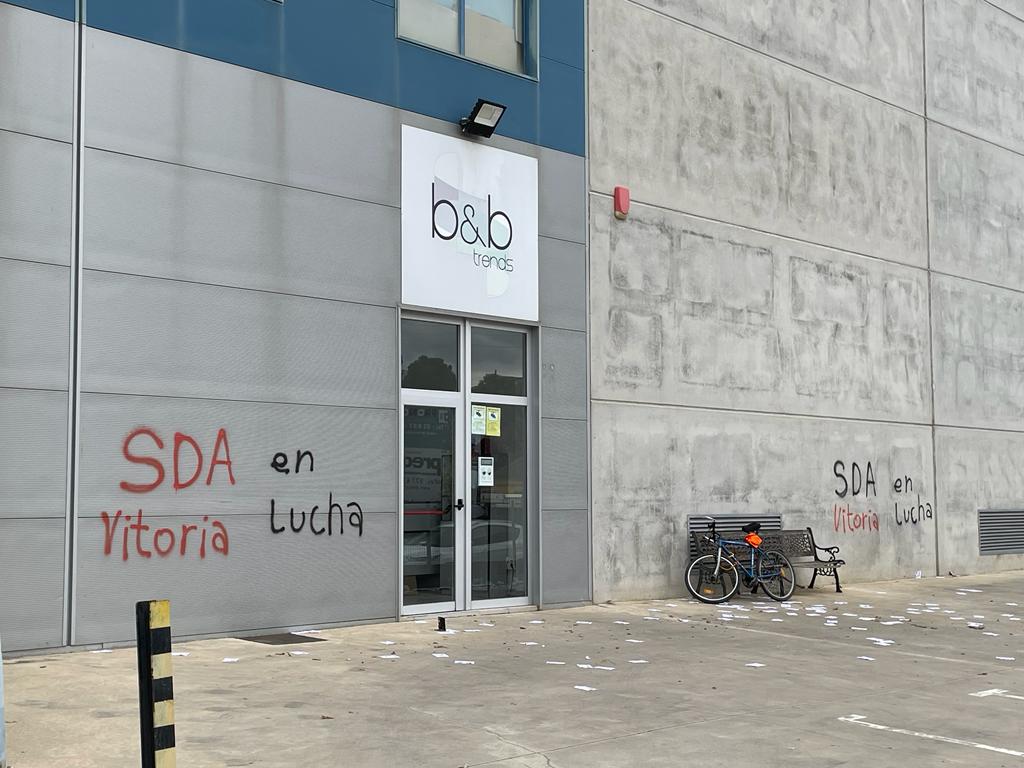 b&b
trends
SDA en
Vitoria Lucha
SDA en
Vitoria Lucha